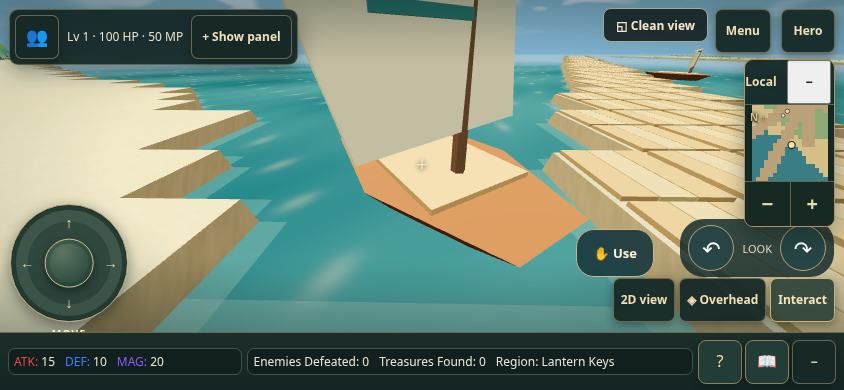 Lv 1 · 100 HP · 50 MP
+ Show panel
◱ Clean view
Menu
Hero
Local
–
N
−
+
Use
↶ LOOK ↷
2D view
◈ Overhead
Interact
ATK: 15 DEF: 10 MAG: 20
Enemies Defeated: 0 Treasures Found: 0 Region: Lantern Keys
?
–